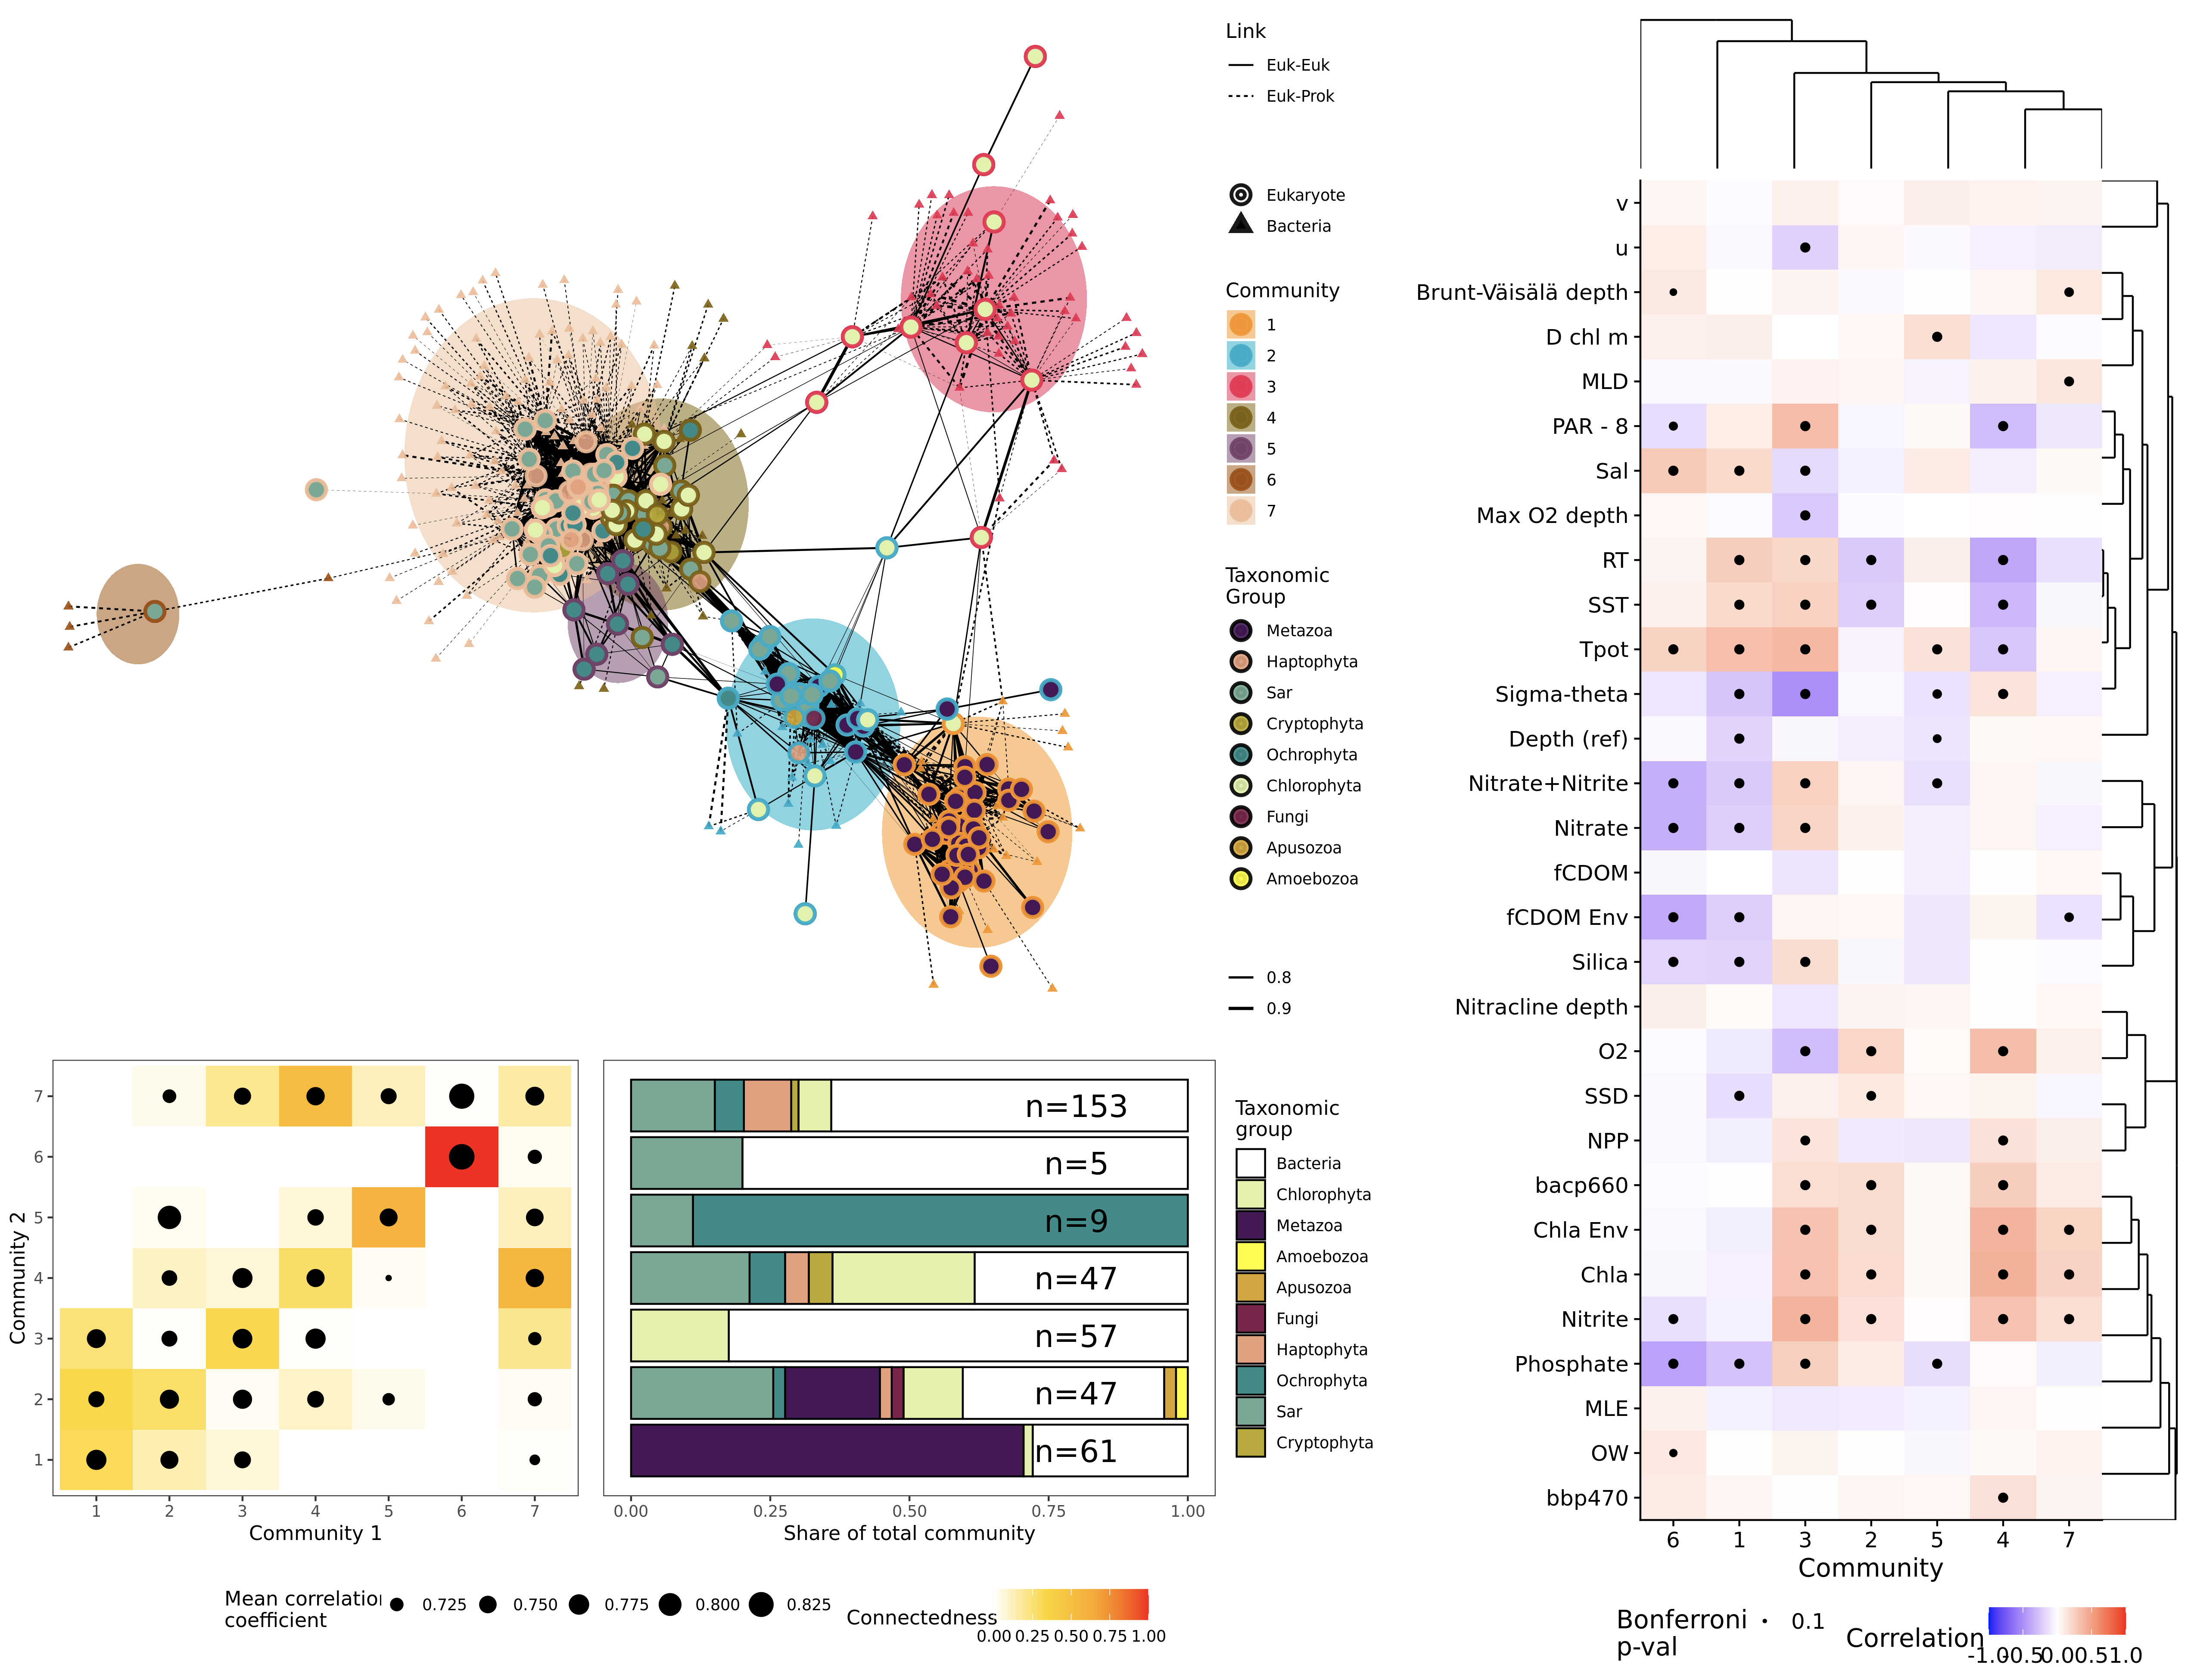 Link
Euk-Euk
Euk-Prok
Eukaryote
Bacteria
Community
1
2
3
4
5
6
7
Taxonomic
Group
Metazoa
Haptophyta
Sar
Cryptophyta
Ochrophyta
Chlorophyta
Fungi
Apusozoa
Amoebozoa
0.8
0.9
v
u
Brunt-Väisälä depth
D chl m
MLD
PAR - 8
Sal
Max O2 depth
RT
SST
Tpot
Sigma-theta
Depth (ref)
Nitrate+Nitrite
Nitrate
fCDOM
fCDOM Env
Silica
Nitracline depth
O2
SSD
NPP
bacp660
Chla Env
Chla
Nitrite
Phosphate
MLE
OW
bbp470
6 1 3 2 5 4 7
Community
Bonferroni
p-val
0.1
Correlation
-1.0-0.50.00.51.0
Community 2
7
6
5
4
3
2
1
1 2 3 4 5 6 7
Community 1
n=153
n=5
n=9
n=47
n=57
n=47
n=61
0.00 0.25 0.50 0.75 1.00
Share of total community
Taxonomic
group
Bacteria
Chlorophyta
Metazoa
Amoebozoa
Apusozoa
Fungi
Haptophyta
Ochrophyta
Sar
Cryptophyta
Mean correlation
coefficient
0.725 0.750 0.775 0.800 0.825
Connectedness
0.00 0.25 0.50 0.75 1.00